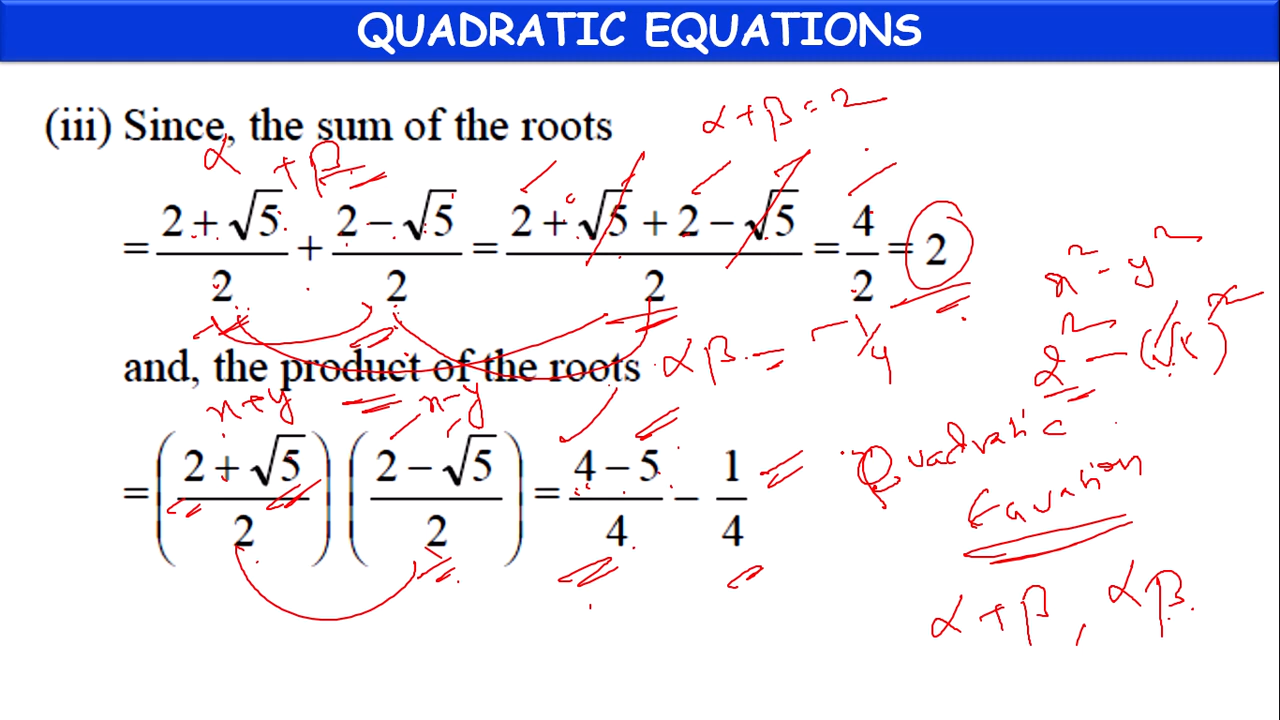 QUADRATIC EQUATIONS
(iii) Since, the sum of the roots
α + β = 2
α + β
= (2 + √5)/2 + (2 − √5)/2 = (2 + √5 + 2 − √5)/2 = 4/2 = 2
x² - y²
and, the product of the roots αβ = -1/4
x+y x-y
= ((2 + √5)/2) ((2 − √5)/2) = (4 − 5)/4 − 1/4
Quadratic
Equation
α + β , αβ